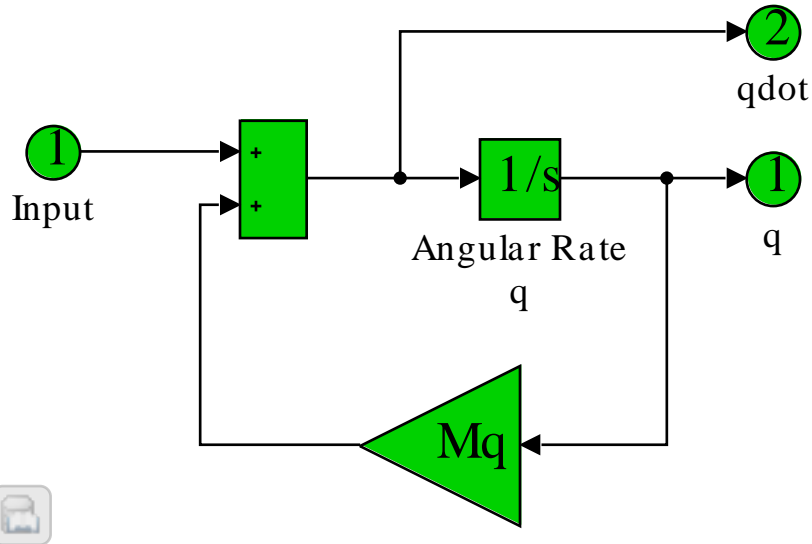 2
qdot
1
Input
+
+
1/s
Angular Rate
q
1
q
Mq